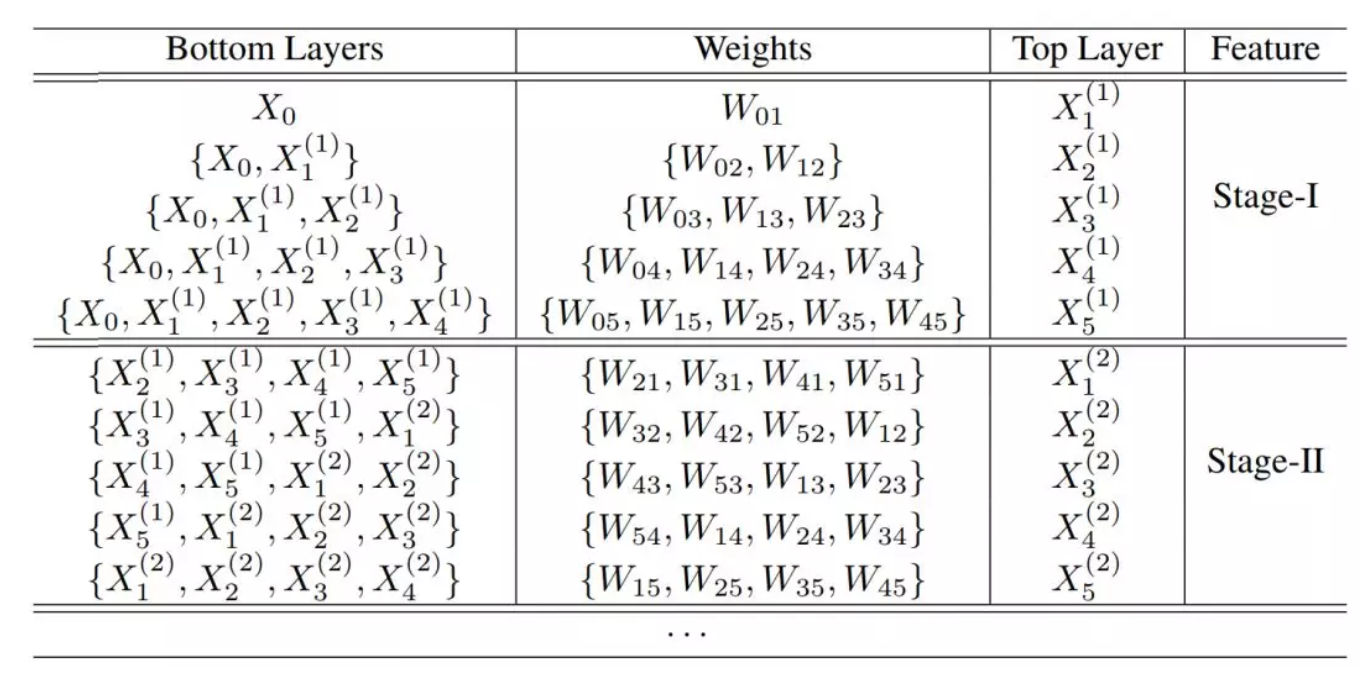 Bottom Layers Weights Top Layer Feature
X_0 W_{01} X_1^{(1)}
{X_0, X_1^{(1)}} {W_{02}, W_{12}} X_2^{(1)}
{X_0, X_1^{(1)}, X_2^{(1)}} {W_{03}, W_{13}, W_{23}} X_3^{(1)} Stage-I
{X_0, X_1^{(1)}, X_2^{(1)}, X_3^{(1)}} {W_{04}, W_{14}, W_{24}, W_{34}} X_4^{(1)}
{X_0, X_1^{(1)}, X_2^{(1)}, X_3^{(1)}, X_4^{(1)}} {W_{05}, W_{15}, W_{25}, W_{35}, W_{45}} X_5^{(1)}
{X_2^{(1)}, X_3^{(1)}, X_4^{(1)}, X_5^{(1)}} {W_{21}, W_{31}, W_{41}, W_{51}} X_1^{(2)}
{X_3^{(1)}, X_4^{(1)}, X_5^{(1)}, X_1^{(2)}} {W_{32}, W_{42}, W_{52}, W_{12}} X_2^{(2)}
{X_4^{(1)}, X_5^{(1)}, X_1^{(2)}, X_2^{(2)}} {W_{43}, W_{53}, W_{13}, W_{23}} X_3^{(2)} Stage-II
{X_5^{(1)}, X_1^{(2)}, X_2^{(2)}, X_3^{(2)}} {W_{54}, W_{14}, W_{24}, W_{34}} X_4^{(2)}
{X_1^{(2)}, X_2^{(2)}, X_3^{(2)}, X_4^{(2)}} {W_{15}, W_{25}, W_{35}, W_{45}} X_5^{(2)}
...